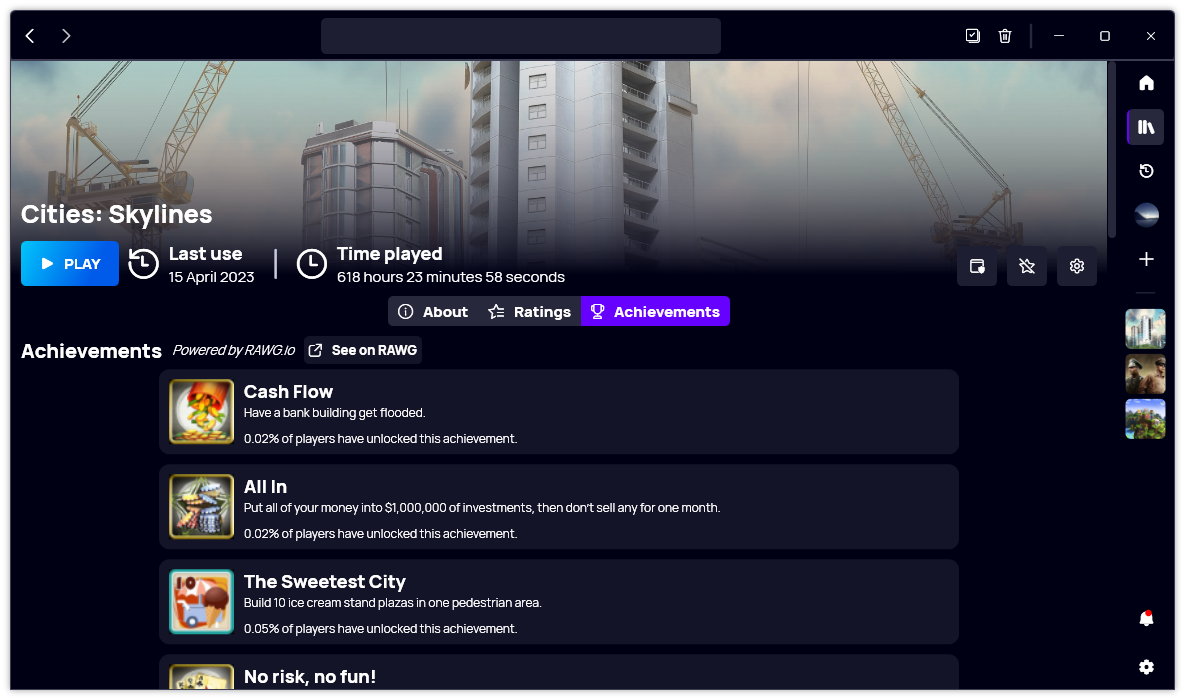 Cities: Skylines
PLAY
Last use
15 April 2023
Time played
618 hours 23 minutes 58 seconds
About
Ratings
Achievements
Achievements
Powered by RAWG.io
See on RAWG
Cash Flow
Have a bank building get flooded.
0.02% of players have unlocked this achievement.
All In
Put all of your money into $1,000,000 of investments, then don't sell any for one month.
0.02% of players have unlocked this achievement.
The Sweetest City
Build 10 ice cream stand plazas in one pedestrian area.
0.05% of players have unlocked this achievement.
No risk, no fun!